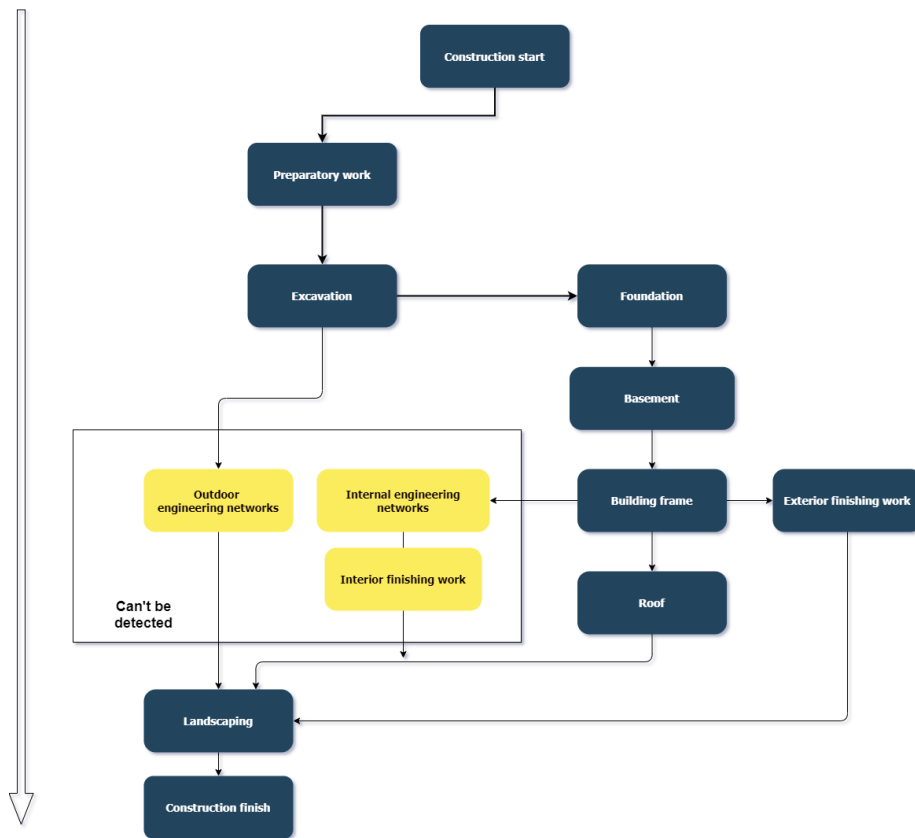 Construction start
Preparatory work
Excavation
Foundation
Basement
Outdoor
engineering networks
Internal engineering
networks
Building frame
Exterior finishing work
Interior finishing work
Can't be
detected
Roof
Landscaping
Construction finish